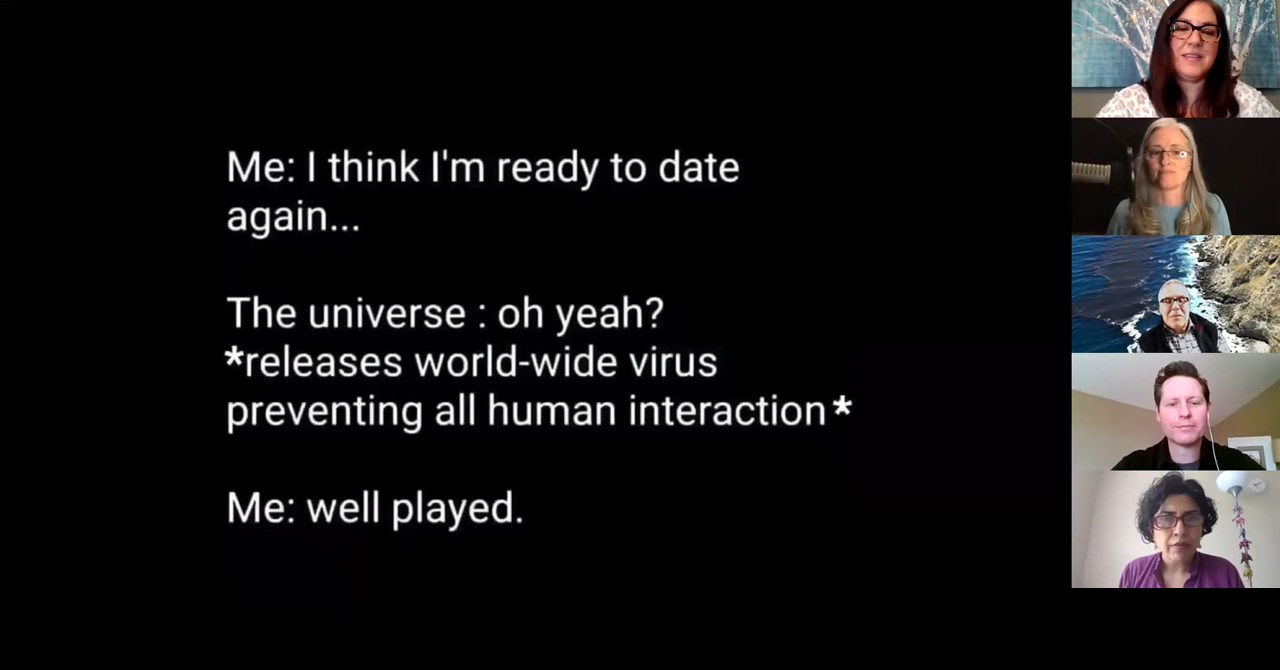 Me: I think I'm ready to date
again...
The universe : oh yeah?
*releases world-wide virus
preventing all human interaction*
Me: well played.